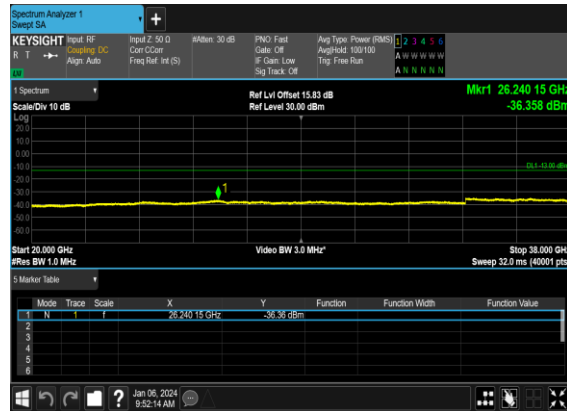 Spectrum Analyzer 1
Swept SA
+
KEYSIGHT Input: RF Input Z: 50 Ω #Atten: 30 dB PNO: Fast Avg Type: Power (RMS) 1 2 3 4 5 6
R T Coupling: DC Corr CCorr Gate: Off Avg|Hold: 100/100 A W W W W W
Align: Auto Freq Ref: Int (S) IF Gain: Low Trig: Free Run A N N N N N
Sig Track: Off
1 Spectrum Ref Lvl Offset 15.83 dB Mkr1 26.240 15 GHz
Scale/Div 10 dB Ref Level 30.00 dBm -36.358 dBm
Log
20.0
10.0
0.00
-10.0 DL1 -13.00 dBm
-20.0
-30.0 1
-40.0
-50.0
-60.0
Start 20.000 GHz Video BW 3.0 MHz* Stop 38.000 GHz
#Res BW 1.0 MHz Sweep 32.0 ms (40001 pts)
5 Marker Table
Mode Trace Scale X Y Function Function Width Function Value
1 N 1 f 26.240 15 GHz -36.36 dBm
2
3
4
5
6
? Jan 06, 2024
9:52:14 AM